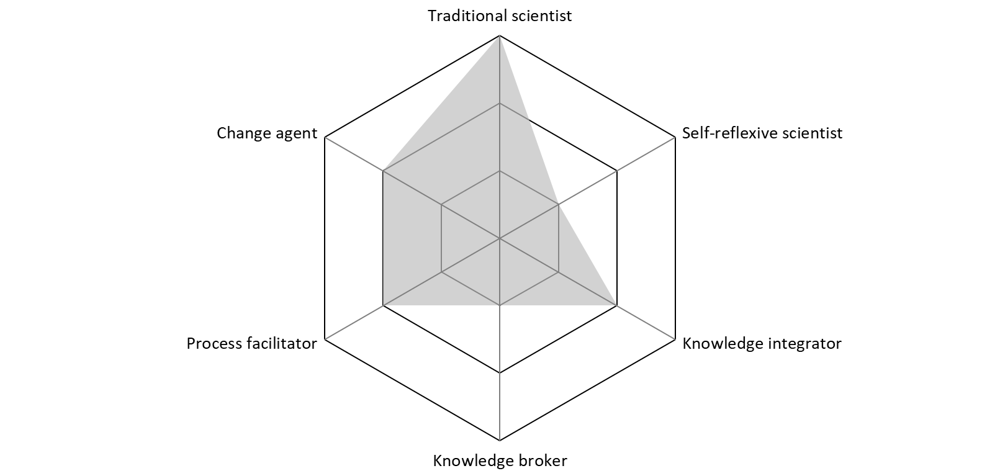 Traditional scientist
Change agent
Self-reflexive scientist
Process facilitator
Knowledge integrator
Knowledge broker